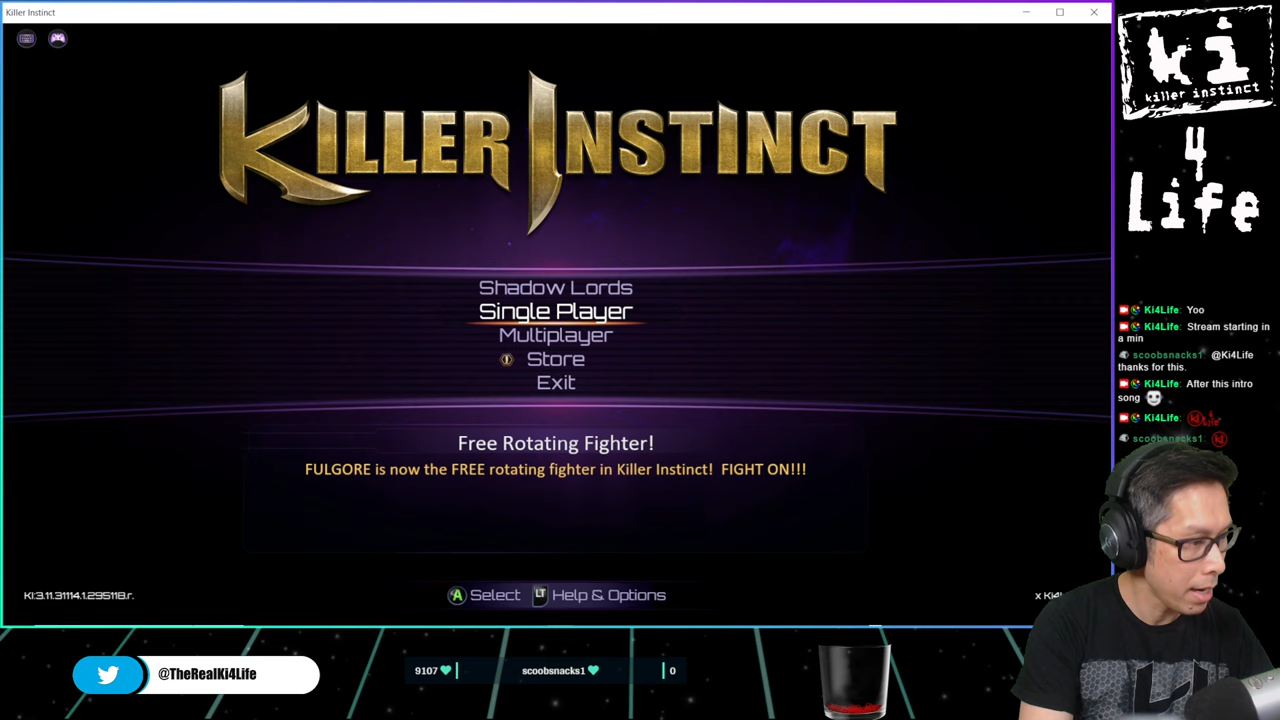 Killer Instinct
KILLER INSTINCT
Shadow Lords
Single Player
Multiplayer
Store
Exit
Free Rotating Fighter!
FULGORE is now the FREE rotating fighter in Killer Instinct! FIGHT ON!!!
KI:3.11.31114.1.295118.r.
A Select LT Help & Options
x Ki4L
ki
killer instinct
4
Life
Ki4Life: Yoo
Ki4Life: Stream starting in
a min
scoobsnacks1: @Ki4Life
thanks for this.
Ki4Life: After this intro
song
Ki4Life:
scoobsnacks1:
@TheRealKi4Life
9107 scoobsnacks1 0